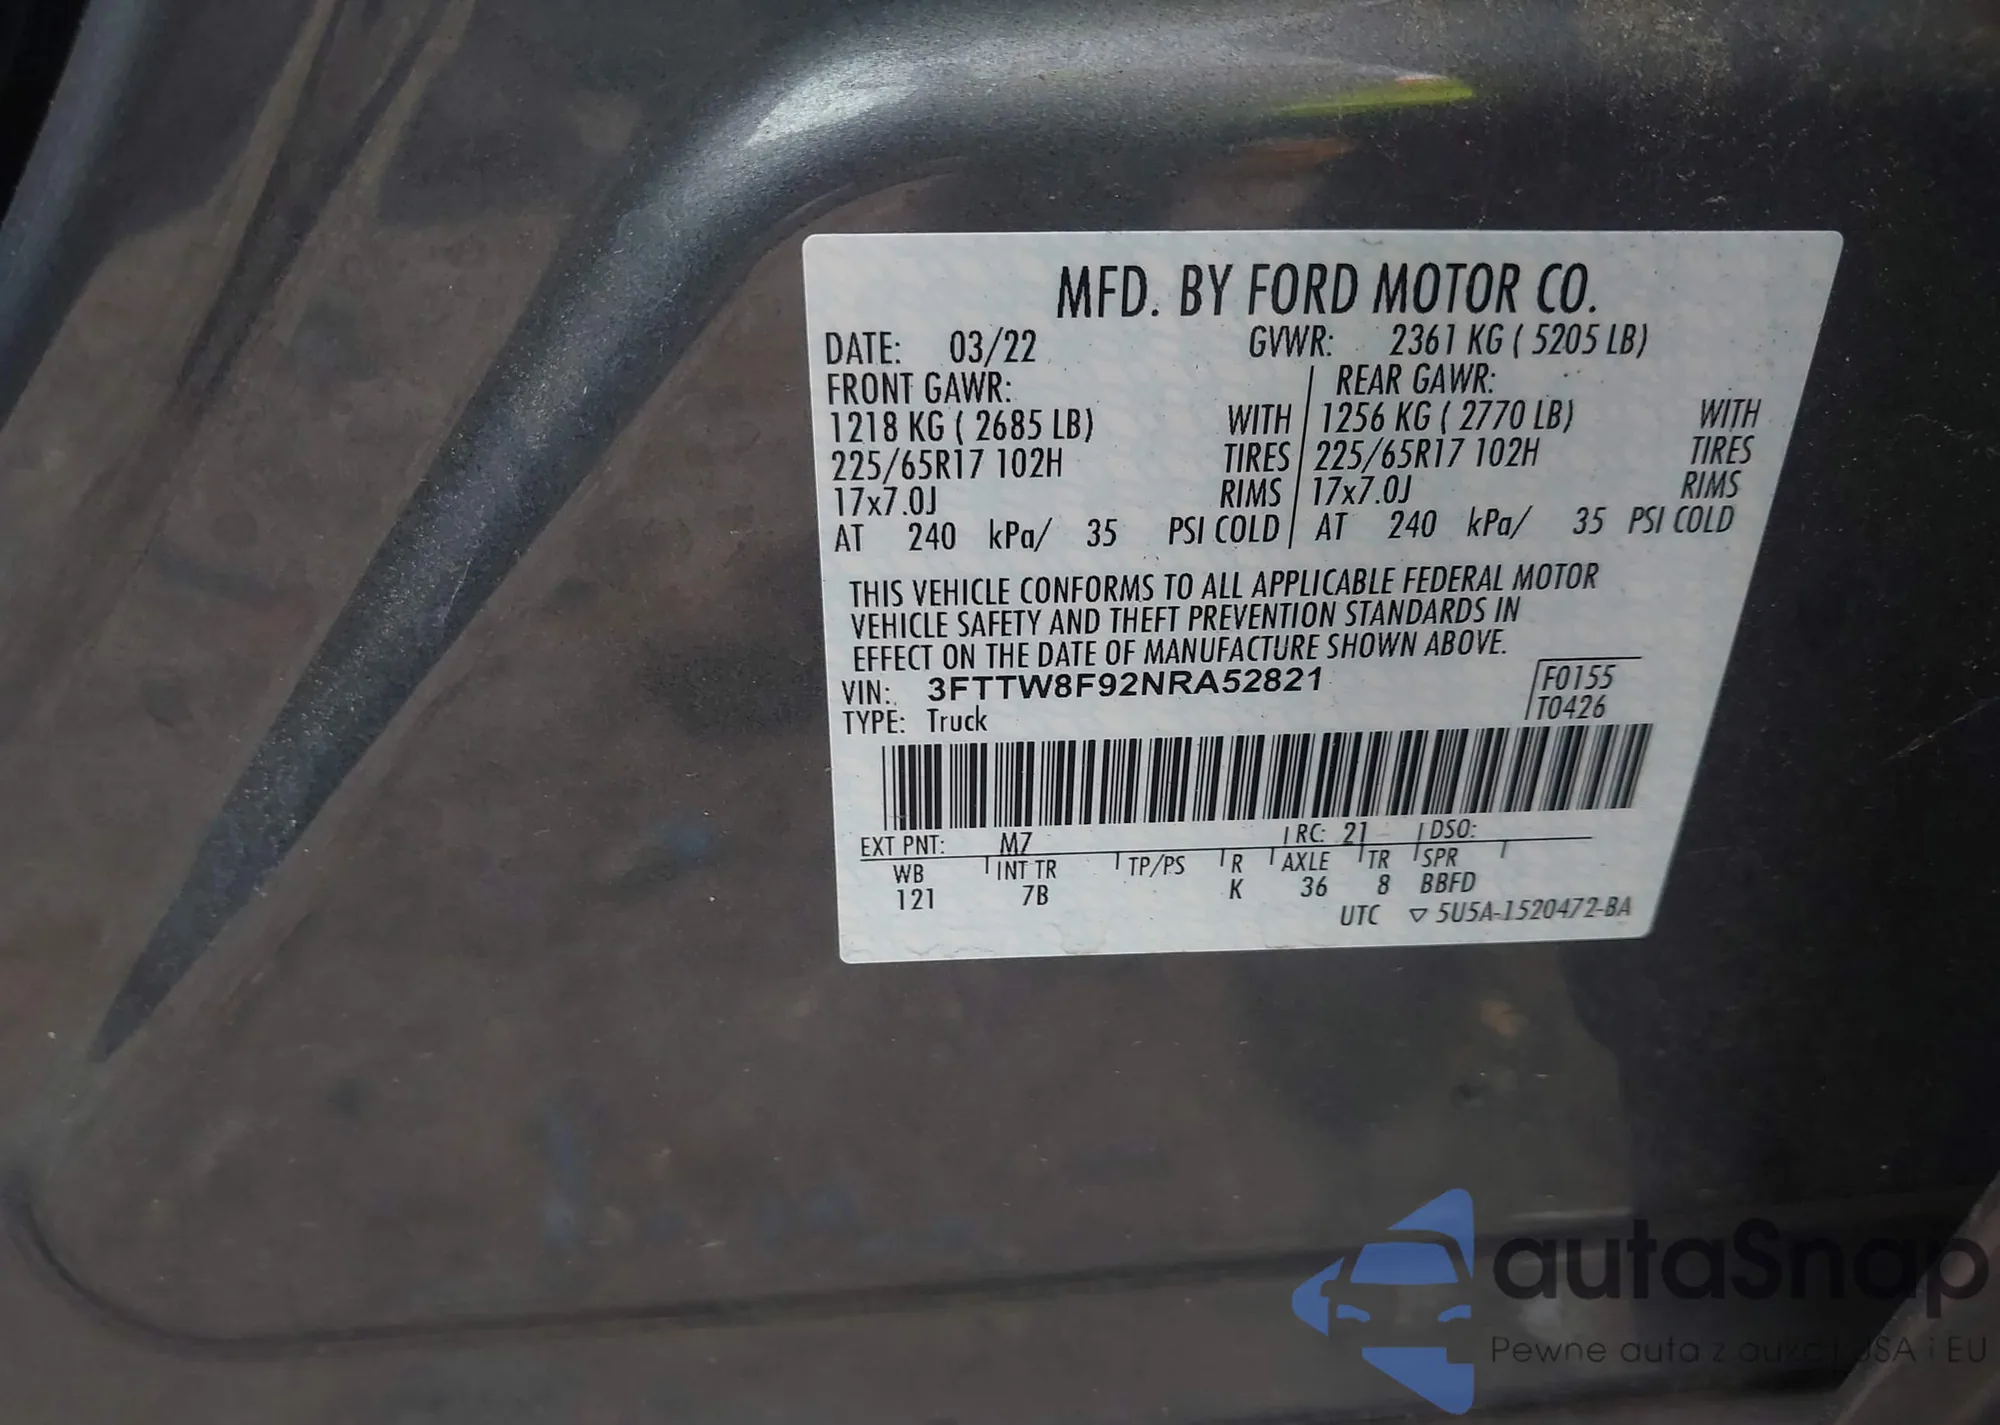 MFD. BY FORD MOTOR CO.
DATE: 03/22 GVWR: 2361 KG ( 5205 LB)
FRONT GAWR: REAR GAWR:
1218 KG ( 2685 LB) WITH 1256 KG ( 2770 LB) WITH
225/65R17 102H TIRES 225/65R17 102H TIRES
17x7.0J RIMS 17x7.0J RIMS
AT 240 kPa/ 35 PSI COLD AT 240 kPa/ 35 PSI COLD
THIS VEHICLE CONFORMS TO ALL APPLICABLE FEDERAL MOTOR
VEHICLE SAFETY AND THEFT PREVENTION STANDARDS IN
EFFECT ON THE DATE OF MANUFACTURE SHOWN ABOVE.
VIN: 3FTTW8F92NRA52821 F0155
TYPE: Truck T0426
EXT PNT: M7 RC: 21 DSO:
WB INT TR TP/PS R AXLE TR SPR
121 7B K 36 8 BBFD
UTC ▽ 5U5A-1520472-BA
autaSnap
Pewne auta z aukcji USA i EU